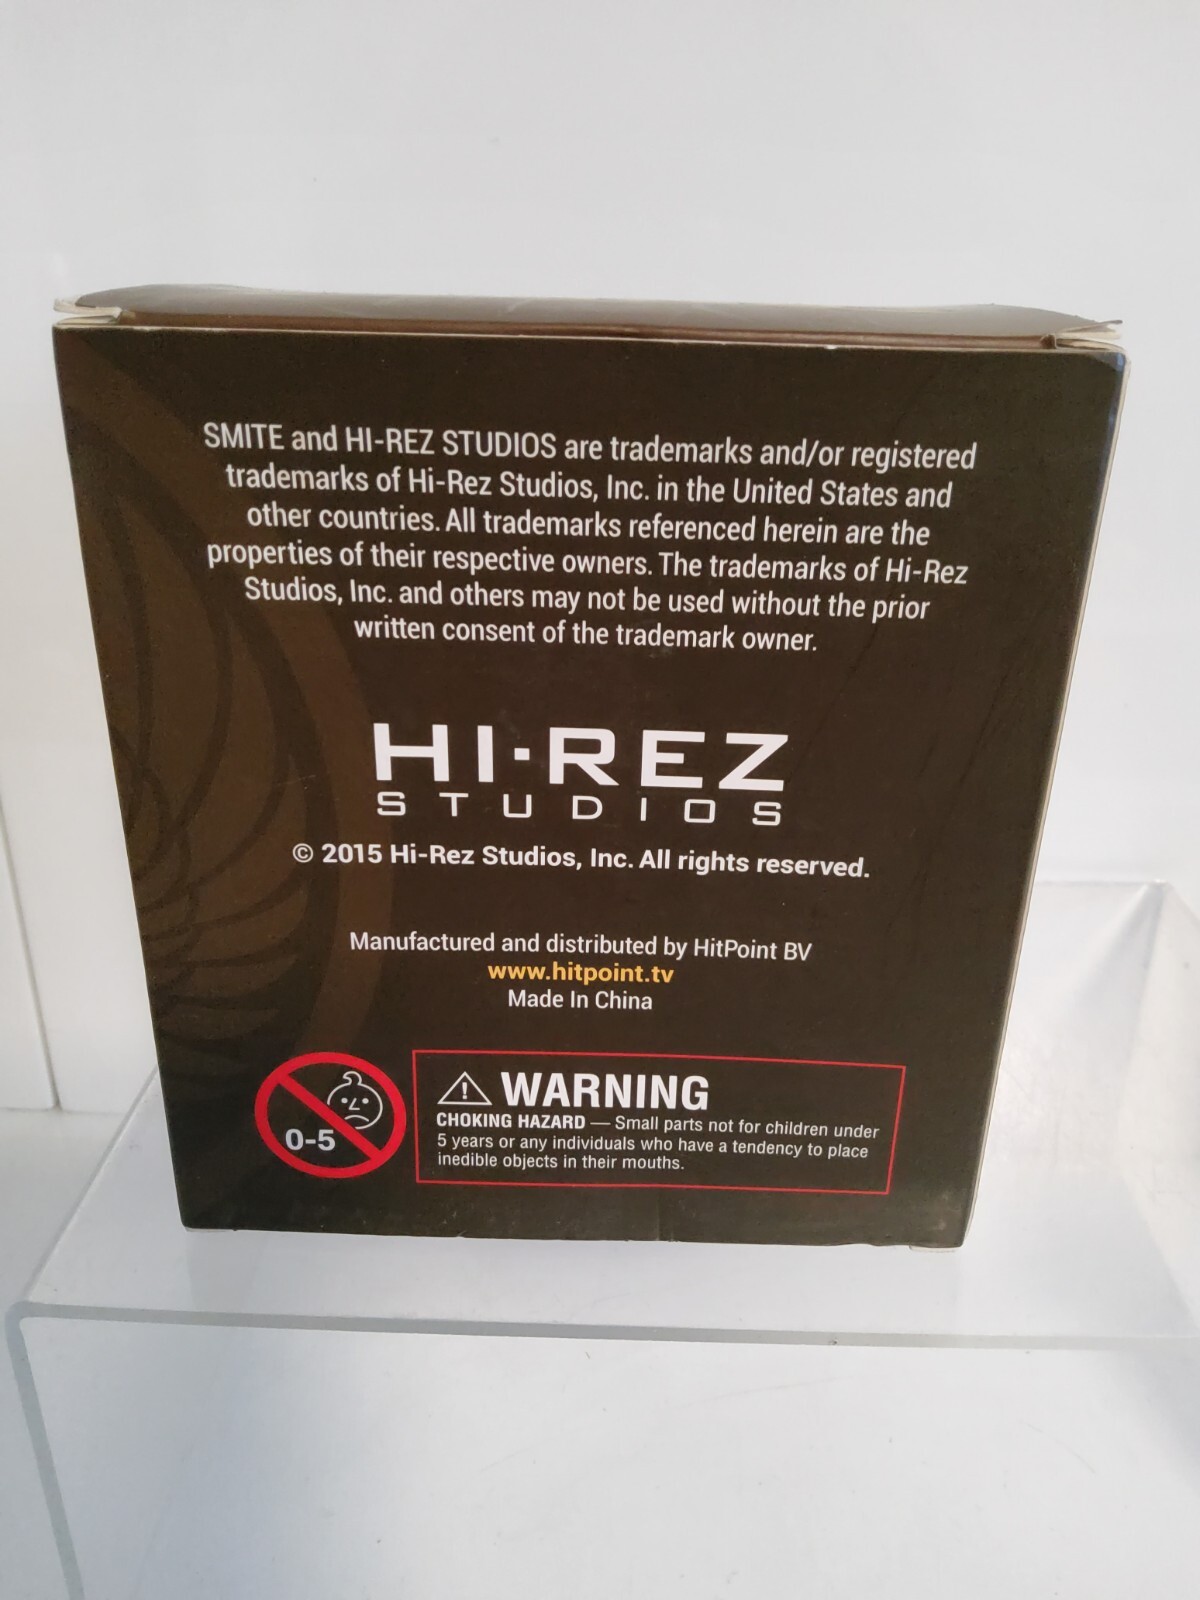 SMITE and HI-REZ STUDIOS are trademarks and/or registered
trademarks of Hi-Rez Studios, Inc. in the United States and
other countries. All trademarks referenced herein are the
properties of their respective owners. The trademarks of Hi-Rez
Studios, Inc. and others may not be used without the prior
written consent of the trademark owner.
HI-REZ
STUDIOS
© 2015 Hi-Rez Studios, Inc. All rights reserved.
Manufactured and distributed by HitPoint BV
www.hitpoint.tv
Made In China
0-5
WARNING
CHOKING HAZARD — Small parts not for children under
5 years or any individuals who have a tendency to place
inedible objects in their mouths.